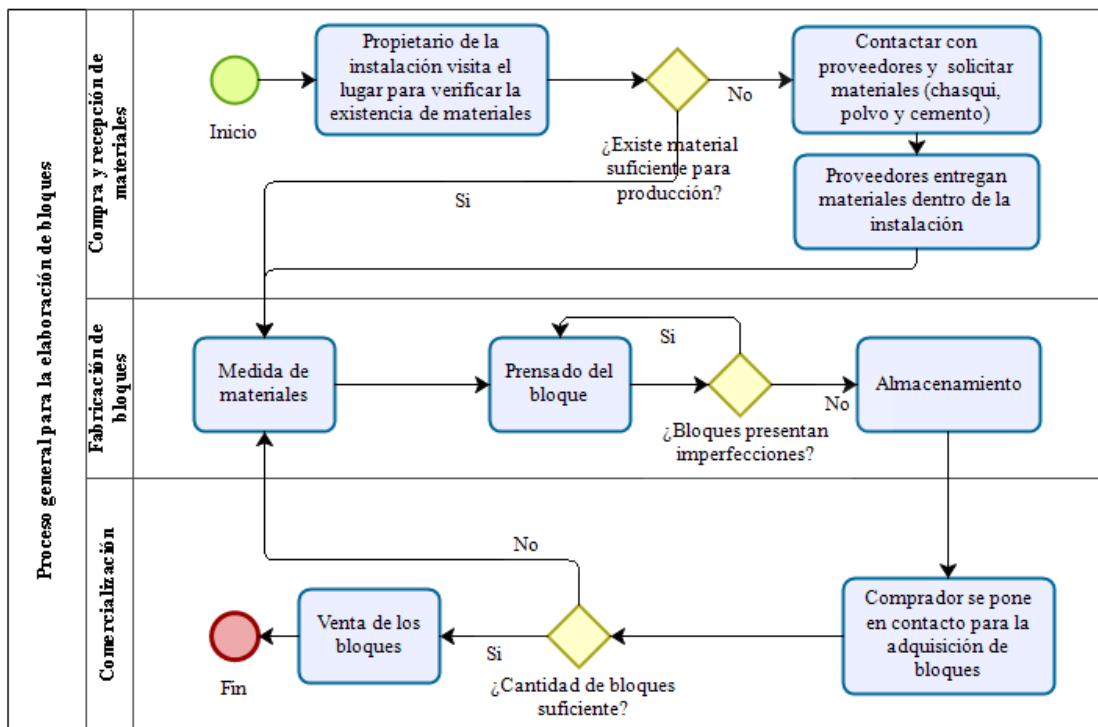 Proceso general para la elaboración de bloques
Compra y recepción de
materiales
Inicio
Propietario de la
instalación visita el
lugar para verificar la
existencia de materiales
¿Existe material
suficiente para
producción?
No
Si
Contactar con
proveedores y solicitar
materiales (chasqui,
polvo y cemento)
Proveedores entregan
materiales dentro de la
instalación
Fabricación de
bloques
Medida de
materiales
Prensado del
bloque
Si
¿Bloques presentan
imperfecciones?
No
Almacenamiento
Comercialización
Comprador se pone
en contacto para la
adquisición de
bloques
¿Cantidad de bloques
suficiente?
No
Si
Venta de los
bloques
Fin